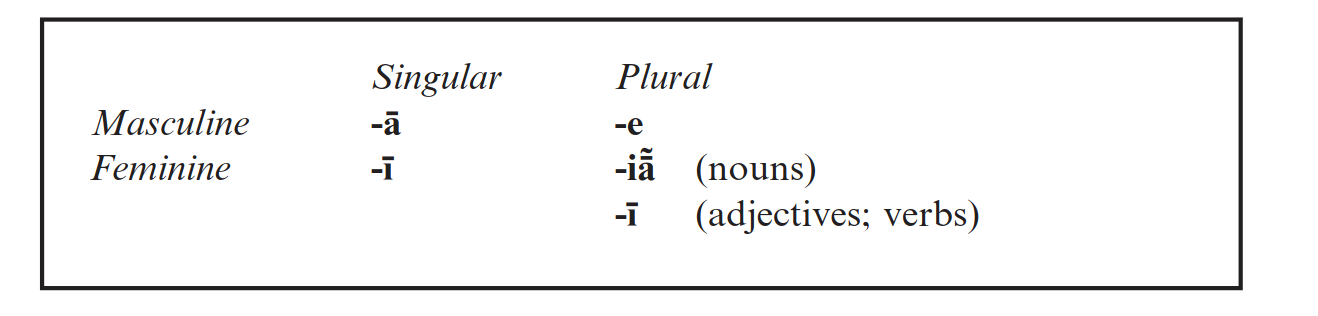 Singular Plural
Masculine -ā -e
Feminine -ī -iā̃ (nouns)
-ī (adjectives; verbs)